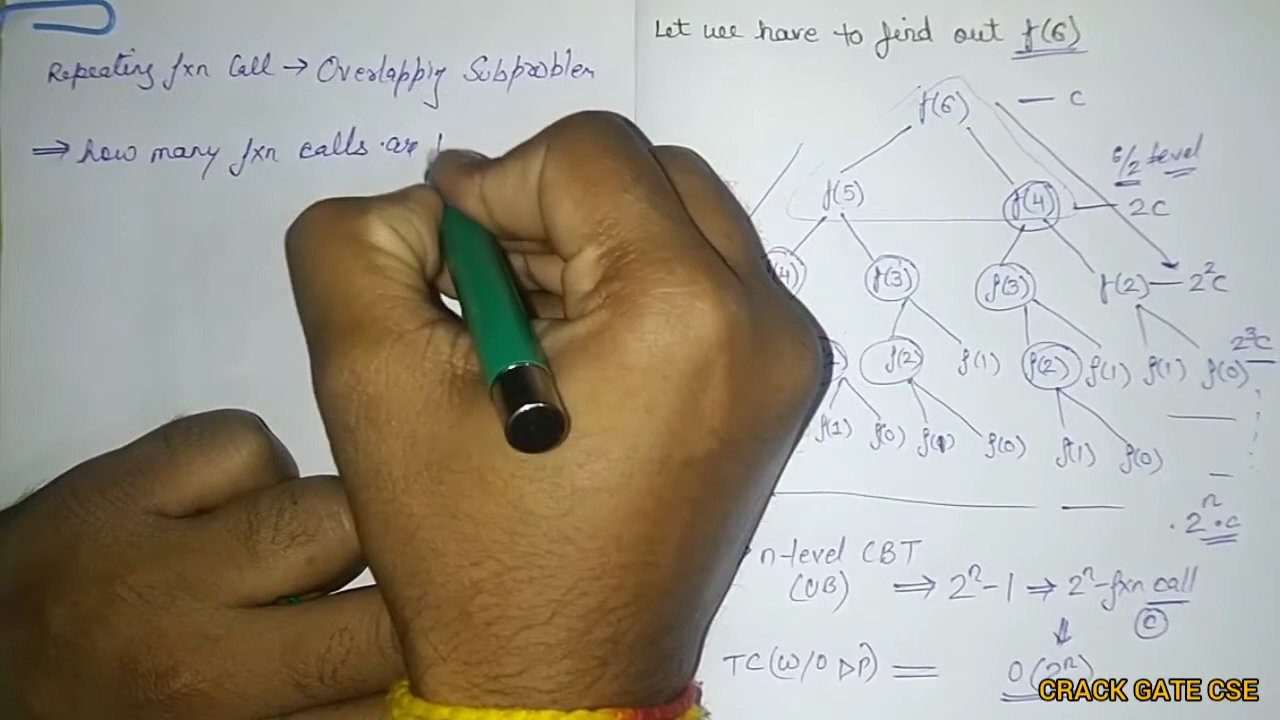 Repeating fxn Call → Overlappig Subproblem
⇒ how many fxn calls are
Let we have to find out f(6)
f(6) — C
6/2 Level
f(5) f(4) — 2C
f(3) f(3) f(2) — 2²C
f(2) f(1) f(2) f(1) f(1) f(0) 2³C
f(1) f(0) f(1) f(0) f(1) f(0)
2ⁿ·C
n-level CBT
(UB) ⇒ 2ⁿ-1 ⇒ 2ⁿ-fxn call
C
TC(W/O DP) = O(2ⁿ)
CRACK GATE CSE